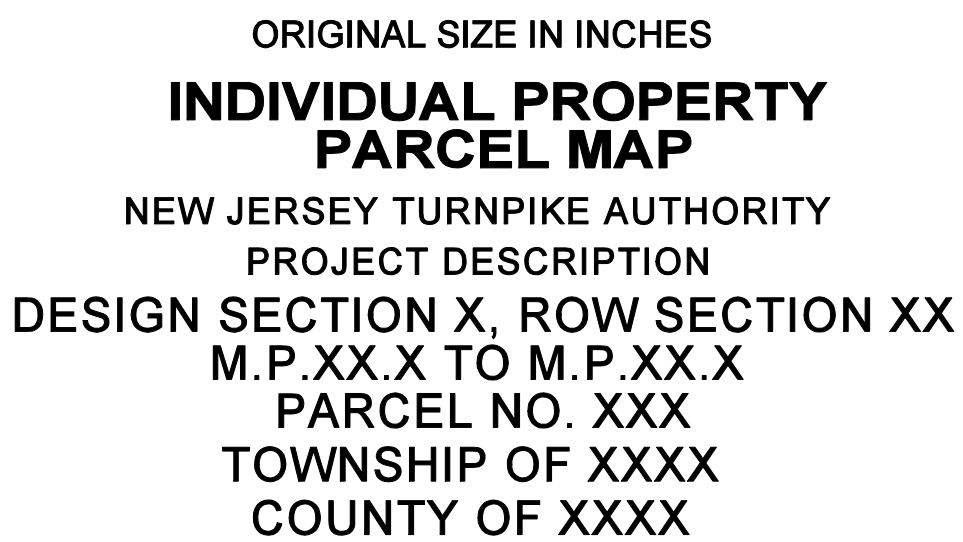 ORIGINAL SIZE IN INCHES
INDIVIDUAL PROPERTY
PARCEL MAP
NEW JERSEY TURNPIKE AUTHORITY
PROJECT DESCRIPTION
DESIGN SECTION X, ROW SECTION XX
M.P.XX.X TO M.P.XX.X
PARCEL NO. XXX
TOWNSHIP OF XXXX
COUNTY OF XXXX